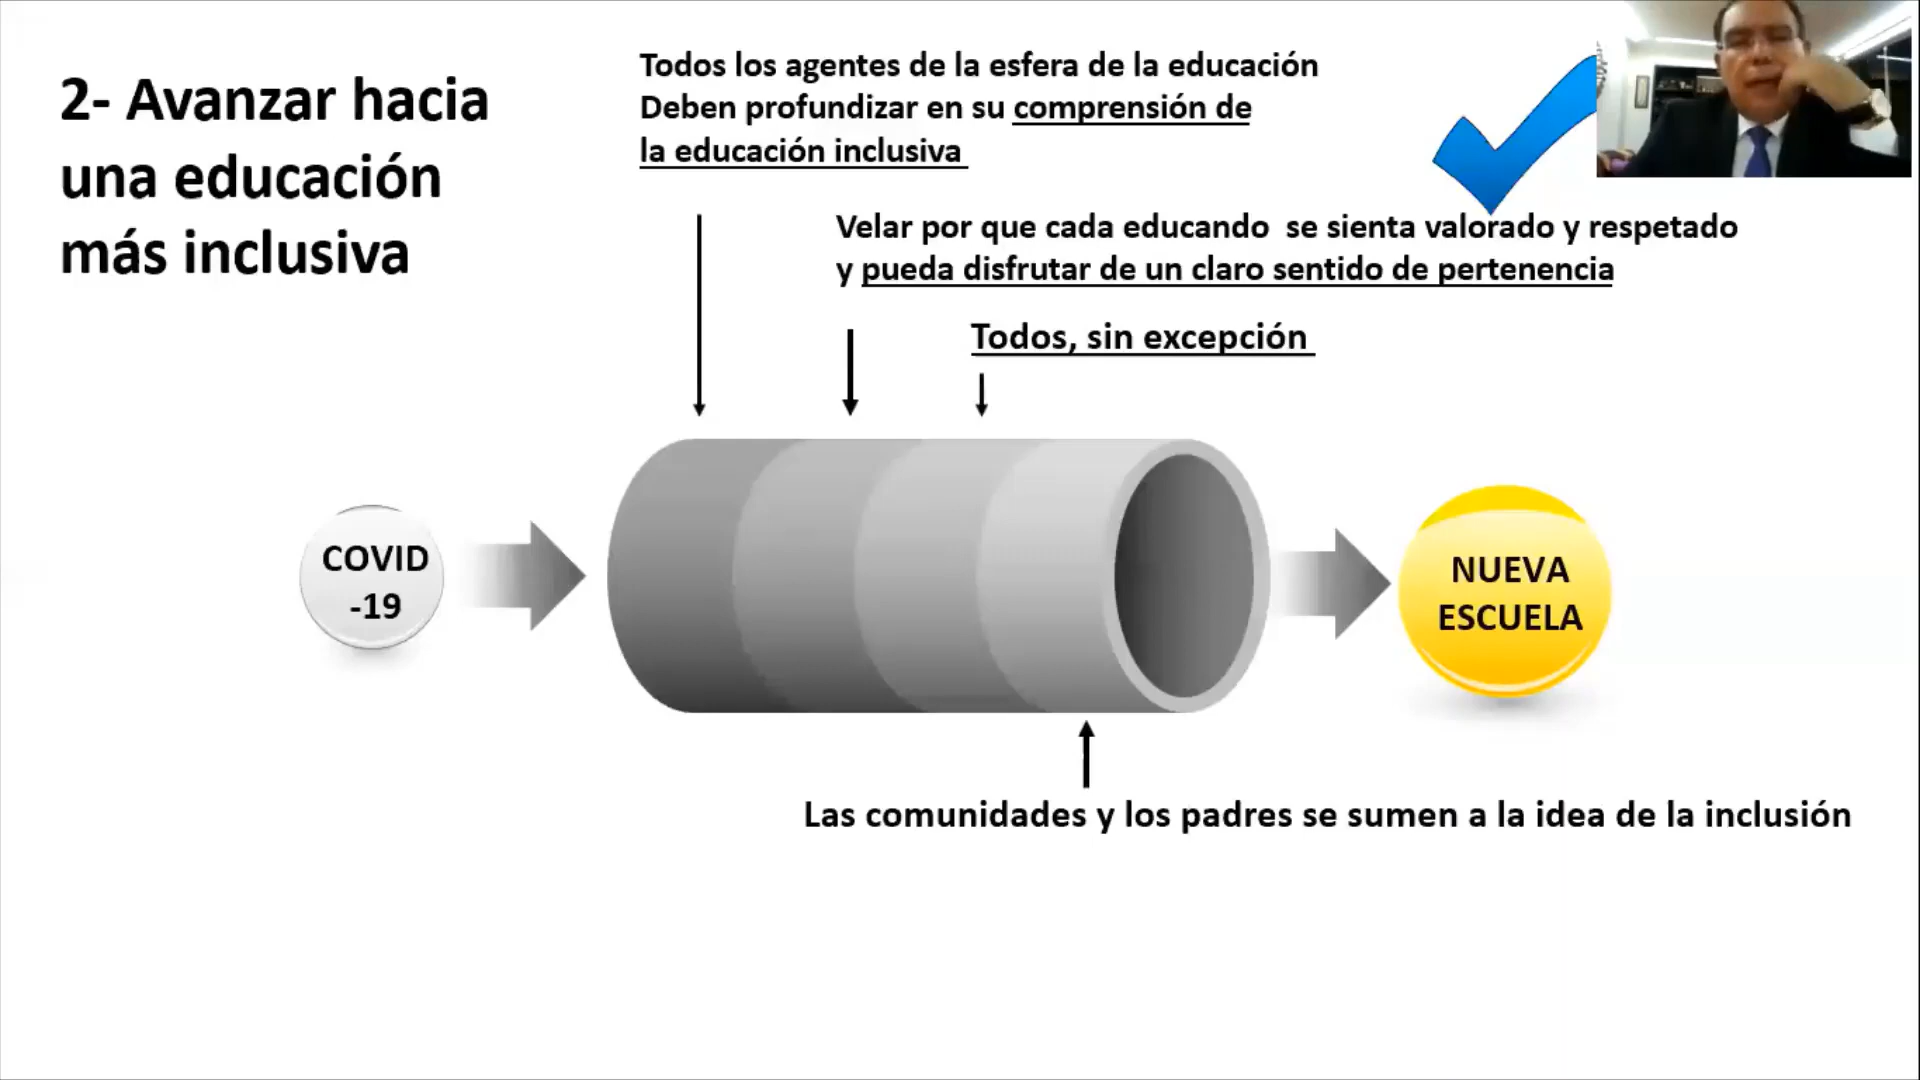 2- Avanzar hacia
una educación
más inclusiva
Todos los agentes de la esfera de la educación
Deben profundizar en su comprensión de
la educación inclusiva
Velar por que cada educando se sienta valorado y respetado
y pueda disfrutar de un claro sentido de pertenencia
Todos, sin excepción
COVID
-19
NUEVA
ESCUELA
Las comunidades y los padres se sumen a la idea de la inclusión